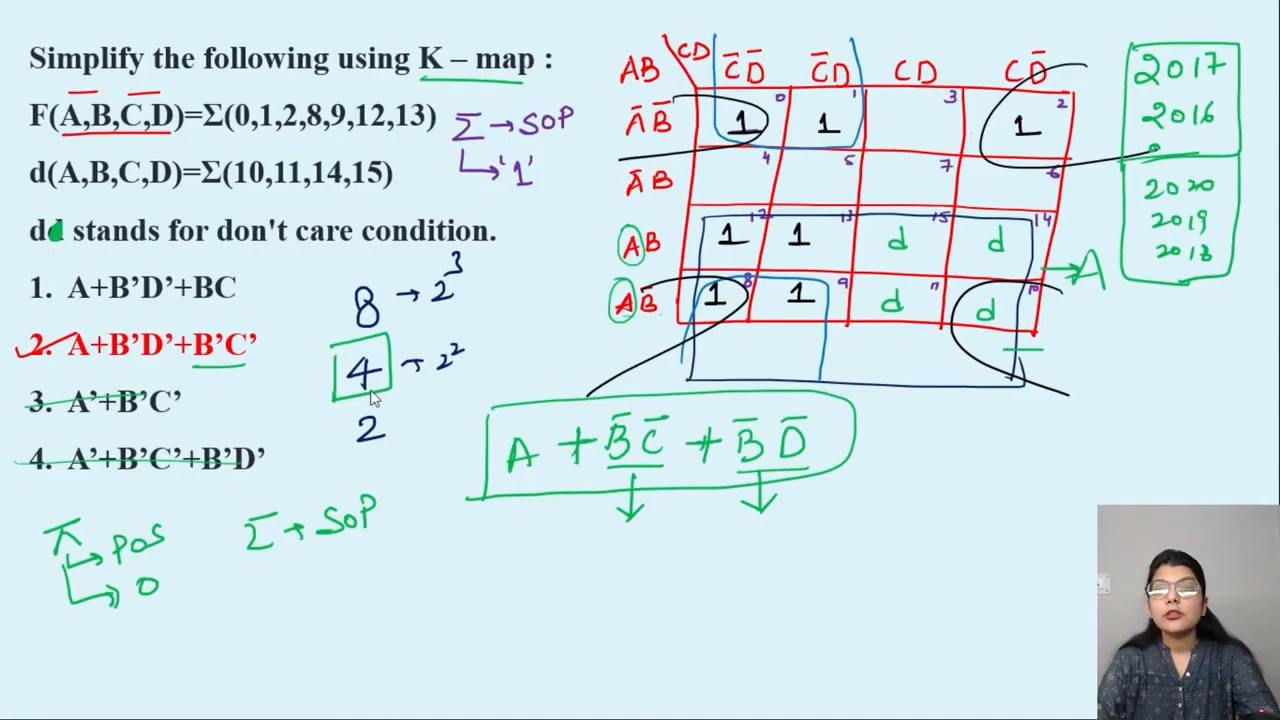 Simplify the following using K – map :
F(A,B,C,D)=Σ(0,1,2,8,9,12,13)
d(A,B,C,D)=Σ(10,11,14,15)
dd stands for don't care condition.
1. A+B’D’+BC
2. A+B’D’+B’C’
3. A’+B’C’
4. A’+B’C’+B’D’
Σ → SOP
↳ '1'
8 → 2³
4 → 2²
2
π
↳ POS
↳ 0
Σ → SOP
AB CD C̅D̅ C̅D CD CD̅
A̅B̅ 1 0 1 1 3 1 2
A̅B 4 5 7 6
AB 1 12 1 13 d 15 d 14
AB̅ 1 8 1 9 d 11 d 10
→ A
A + B̅C̅ + B̅D̅
2017
2016
2020
2019
2018